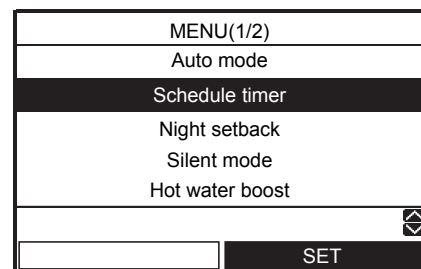 MENU(1/2)
Auto mode
Schedule timer
Night setback
Silent mode
Hot water boost
SET